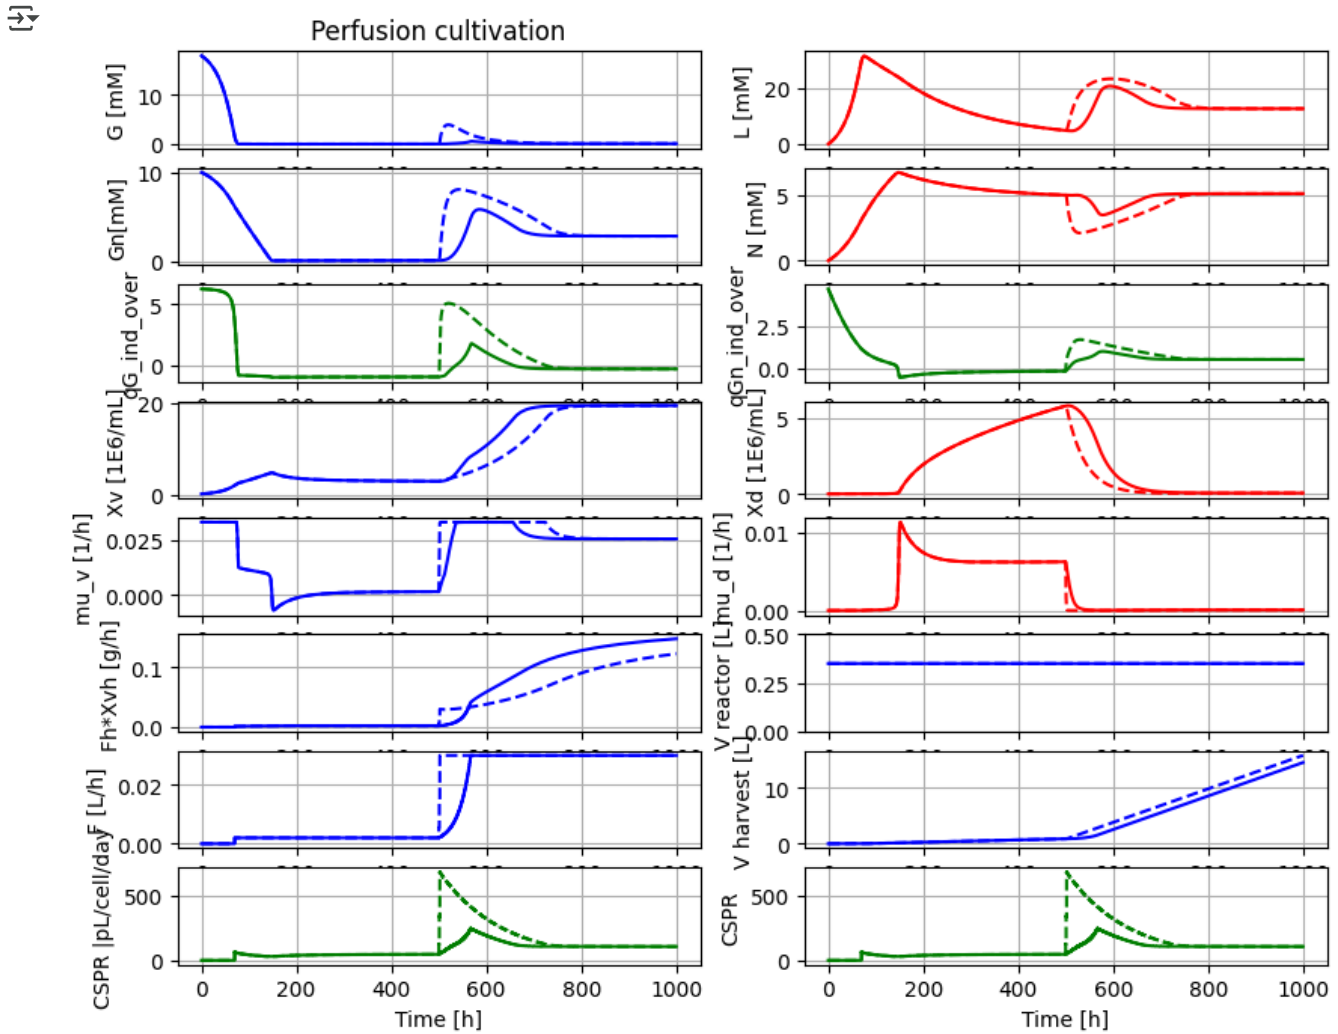 Perfusion cultivation
G [mM]
10
0
L [mM]
20
0
Gn[mM]
10
5
0
N [mM]
5
0
qG_ind_over
5
0
qGn_ind_over
2.5
0.0
Xv [1E6/mL]
20
0
Xd [1E6/mL]
5
0
mu_v [1/h]
0.025
0.000
mu_d [1/h]
0.01
0.00
Fh*Xvh [g/h]
0.1
0.0
V reactor [L]
0.50
0.25
0.00
F [L/h]
0.02
0.00
V harvest [L]
10
0
CSPR |pL/cell/day
500
0
CSPR
500
0
0 200 400 600 800 1000
0 200 400 600 800 1000
Time [h]
Time [h]